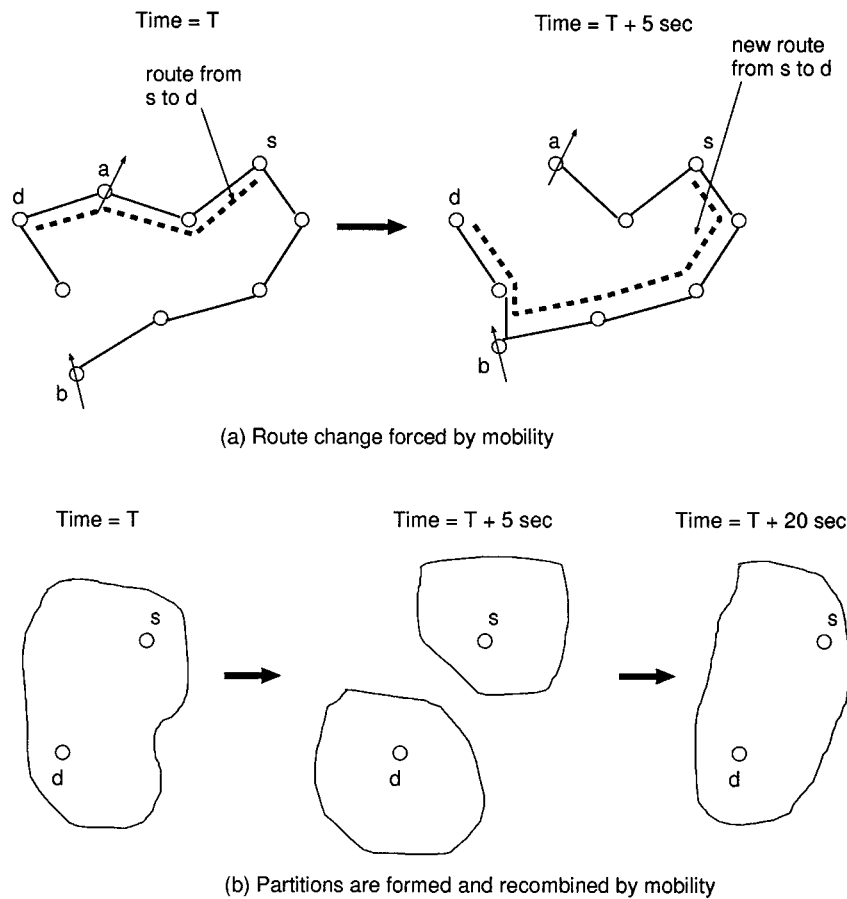 Time = T
Time = T + 5 sec
route from
s to d
new route
from s to d
s
a
d
b
s
a
d
b
(a) Route change forced by mobility
Time = T
Time = T + 5 sec
Time = T + 20 sec
s
d
s
d
s
d
(b) Partitions are formed and recombined by mobility